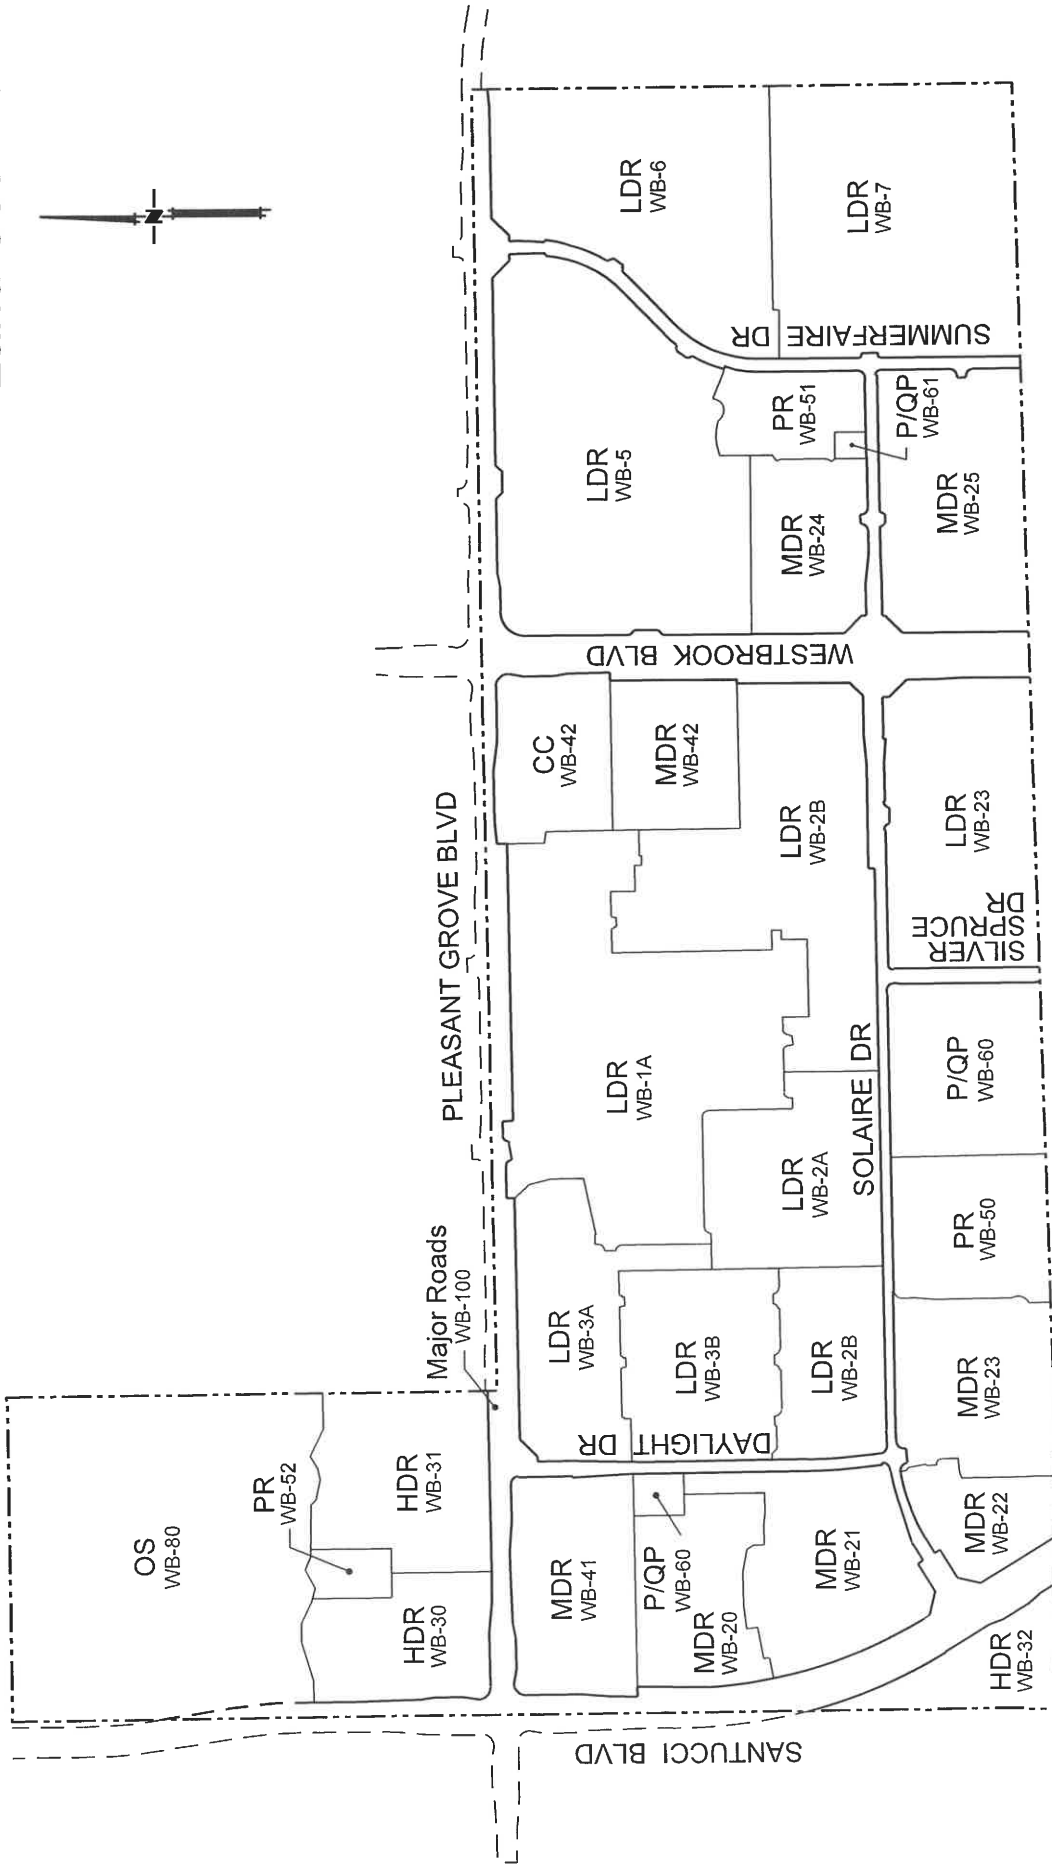 OS
WB-80
PR
WB-52
HDR
WB-30
HDR
WB-31
Major Roads
WB-100
PLEASANT GROVE BLVD
SANTUCCI BLVD
MDR
WB-41
P/QP
WB-60
MDR
WB-20
MDR
WB-21
MDR
WB-22
HDR
WB-32
DAYLIGHT DR
LDR
WB-3A
LDR
WB-3B
LDR
WB-2B
MDR
WB-23
PR
WB-50
P/QP
WB-60
LDR
WB-1A
LDR
WB-2A
SOLAIRE DR
LDR
WB-2B
CC
WB-42
MDR
WB-42
SILVER
SPRUCE
DR
LDR
WB-23
WESTBROOK BLVD
LDR
WB-5
MDR
WB-24
PR
WB-51
P/QP
WB-61
MDR
WB-25
SUMMERFAIRE DR
LDR
WB-6
LDR
WB-7
N